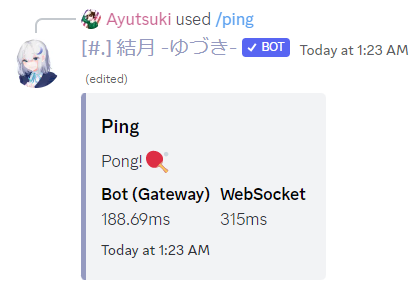 Ayutsuki used /ping
[#.] 結月 -ゆづき- BOT Today at 1:23 AM
(edited)
Ping
Pong!
Bot (Gateway) WebSocket
188.69ms 315ms
Today at 1:23 AM